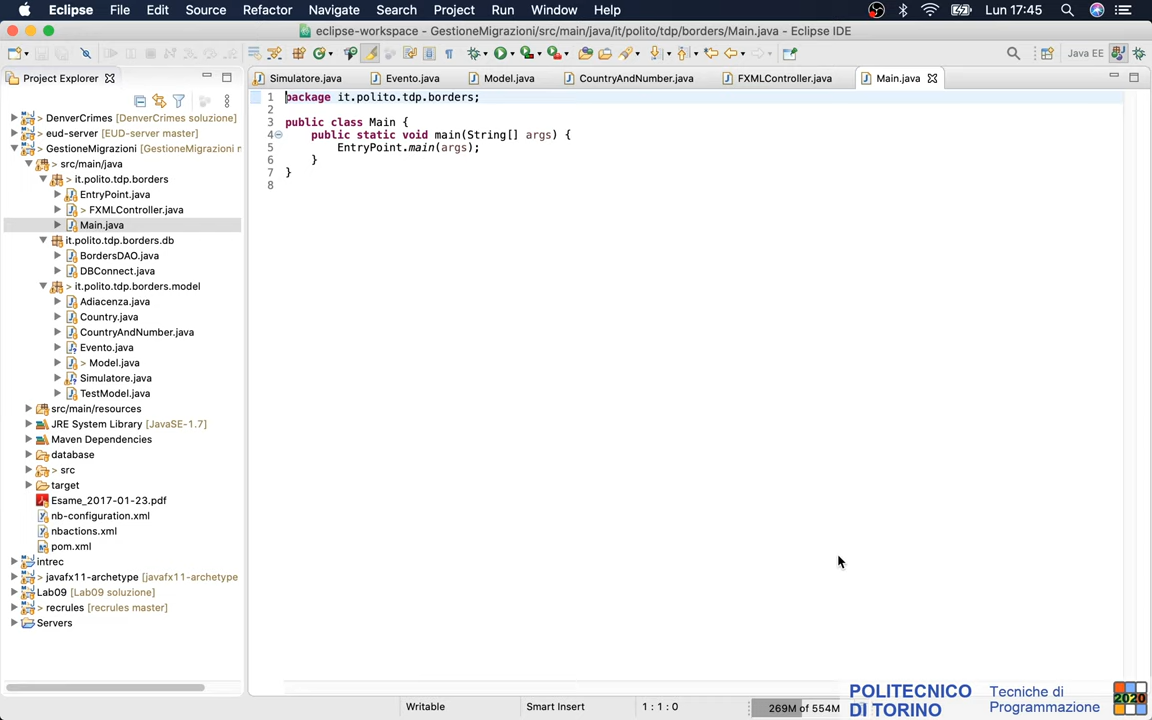 Eclipse File Edit Source Refactor Navigate Search Project Run Window Help Lun 17:45
eclipse-workspace - GestioneMigrazioni/src/main/java/it/polito/tdp/borders/Main.java - Eclipse IDE
Java EE
Project Explorer
Simulatore.java Evento.java Model.java CountryAndNumber.java FXMLController.java Main.java
> DenverCrimes [DenverCrimes soluzione]
> eud-server [EUD-server master]
> GestioneMigrazioni [GestioneMigrazioni
> src/main/java
> it.polito.tdp.borders
EntryPoint.java
> FXMLController.java
Main.java
it.polito.tdp.borders.db
BordersDAO.java
DBConnect.java
> it.polito.tdp.borders.model
Adiacenza.java
Country.java
CountryAndNumber.java
Evento.java
> Model.java
Simulatore.java
TestModel.java
src/main/resources
JRE System Library [JavaSE-1.7]
Maven Dependencies
database
> src
target
Esame_2017-01-23.pdf
nb-configuration.xml
nbactions.xml
pom.xml
intrec
> javafx11-archetype [javafx11-archetype
Lab09 [Lab09 soluzione]
> recrules [recrules master]
Servers
1 package it.polito.tdp.borders;
2
3 public class Main {
4 public static void main(String[] args) {
5 EntryPoint.main(args);
6 }
7 }
8
Writable Smart Insert 1 : 1 : 0 269M of 554M
POLITECNICO
DI TORINO
Tecniche di
Programmazione
2020